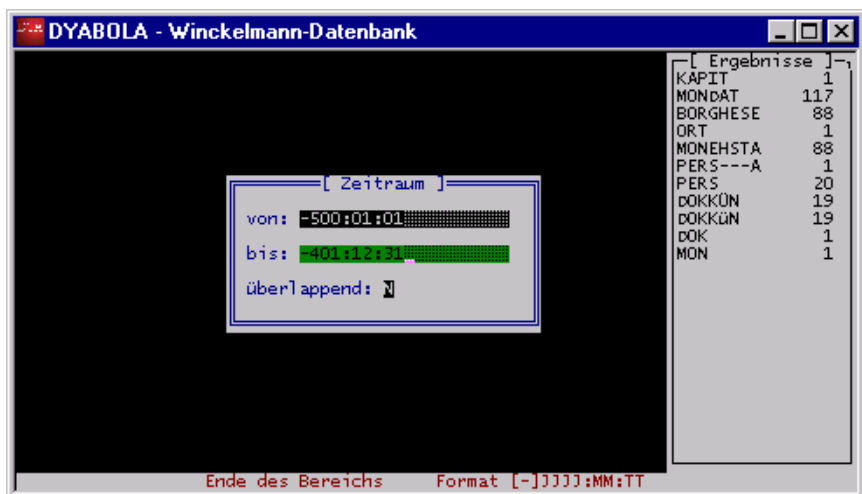 DYABOLA - Winckelmann-Datenbank
[ Zeitraum ]
von: -500:01:01
bis: -401:12:31
überlappend: N
[ Ergebnisse ]
KAPIT 1
MONDAT 117
BORGHESE 88
ORT 1
MONEHSTA 88
PERS---A 1
PERS 20
DOKKÜN 19
DOKKüN 19
DOK 1
MON 1
Ende des Bereichs Format [-]JJJJ:MM:TT